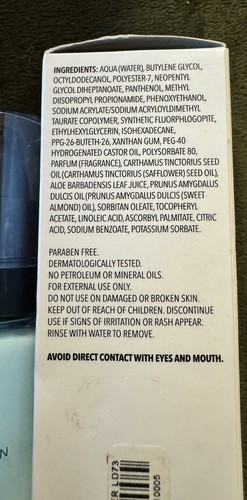 INGREDIENTS: AQUA (WATER), BUTYLENE GLYCOL,
OCTYLDODECANOL, POLYESTER-7, NEOPENTYL
GLYCOL DIHEPTANOATE, PANTHENOL, METHYL
DIISOPROPYL PROPIONAMIDE, PHENOXYETHANOL,
SODIUM ACRYLATE/SODIUM ACRYLOYLDIMETHYL
TAURATE COPOLYMER, SYNTHETIC FLUORPHLOGOPITE,
ETHYLHEXYLGLYCERIN, ISOHEXADECANE,
PPG-26-BUTETH-26, XANTHAN GUM, PEG-40
HYDROGENATED CASTOR OIL, POLYSORBATE 80,
PARFUM (FRAGRANCE), CARTHAMUS TINCTORIUS SEED
OIL (CARTHAMUS TINCTORIUS (SAFFLOWER) SEED OIL),
ALOE BARBADENSIS LEAF JUICE, PRUNUS AMYGDALUS
DULCIS OIL (PRUNUS AMYGDALUS DULCIS (SWEET
ALMOND) OIL), SORBITAN OLEATE, TOCOPHERYL
ACETATE, LINOLEIC ACID, ASCORBYL PALMITATE, CITRIC
ACID, SODIUM BENZOATE, POTASSIUM SORBATE.
PARABEN FREE.
DERMATOLOGICALLY TESTED.
NO PETROLEUM OR MINERAL OILS.
FOR EXTERNAL USE ONLY.
DO NOT USE ON DAMAGED OR BROKEN SKIN.
KEEP OUT OF REACH OF CHILDREN. DISCONTINUE
USE IF SIGNS OF IRRITATION OR RASH APPEAR.
RINSE WITH WATER TO REMOVE.
AVOID DIRECT CONTACT WITH EYES AND MOUTH.